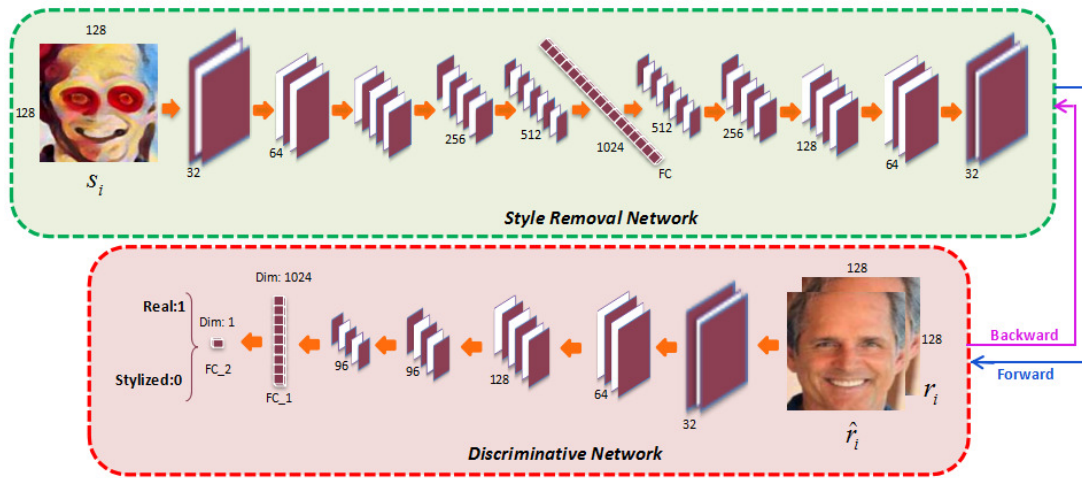 128
128
s_i
32
64
256
512
1024
FC
512
256
128
64
32
Style Removal Network
Real:1
Stylized:0
Dim: 1
FC_2
Dim: 1024
FC_1
96
96
128
64
32
128
128
r_i
r̂_i
Discriminative Network
Backward
Forward